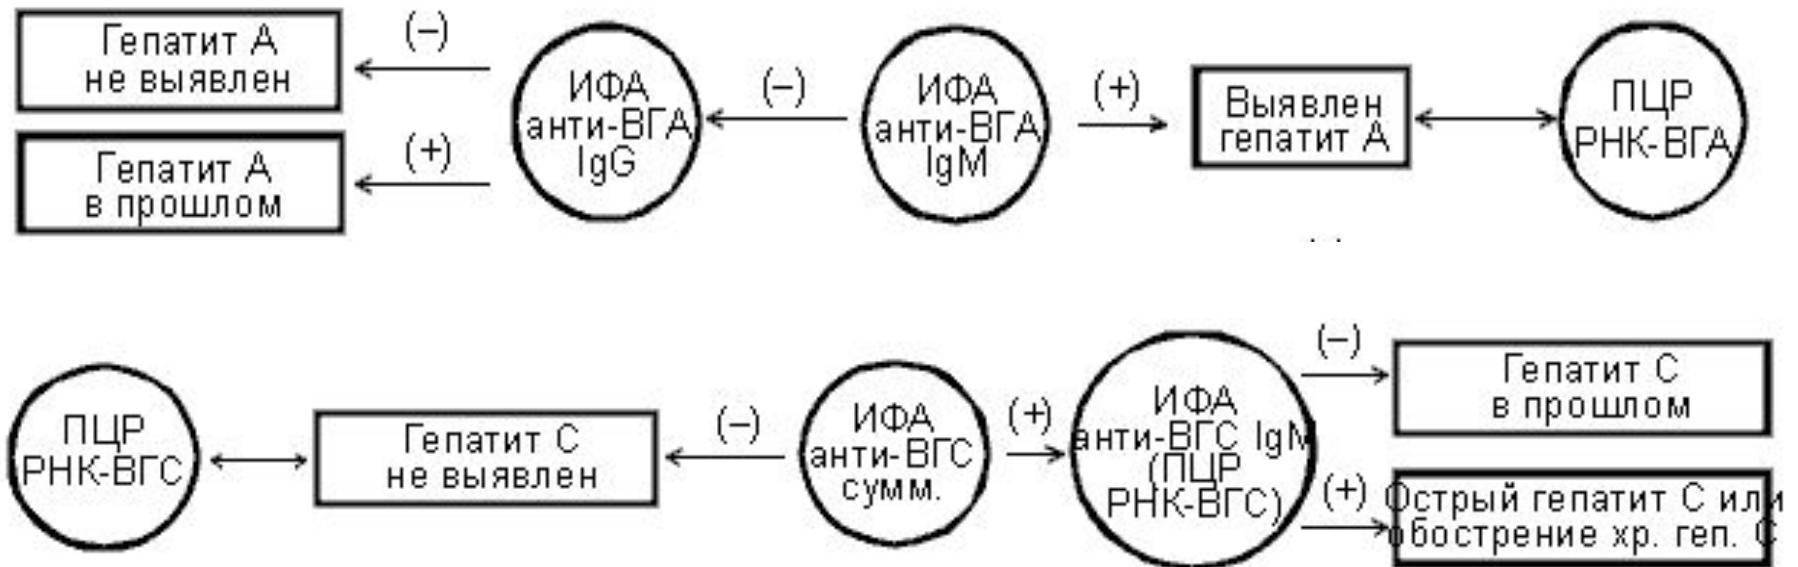 Гепатит А
не выявлен
(–)
ИФА
анти-ВГА
IgG
(–)
ИФА
анти-ВГА
IgM
(+)
Выявлен
гепатит А
ПЦР
РНК-ВГА
Гепатит А
в прошлом
(+)
ПЦР
РНК-ВГС
Гепатит С
не выявлен
(–)
ИФА
анти-ВГС
сумм.
(+)
ИФА
анти-ВГС IgM
(ПЦР
РНК-ВГС)
(–)
Гепатит С
в прошлом
(+)
Острый гепатит С или
обострение хр. геп. С